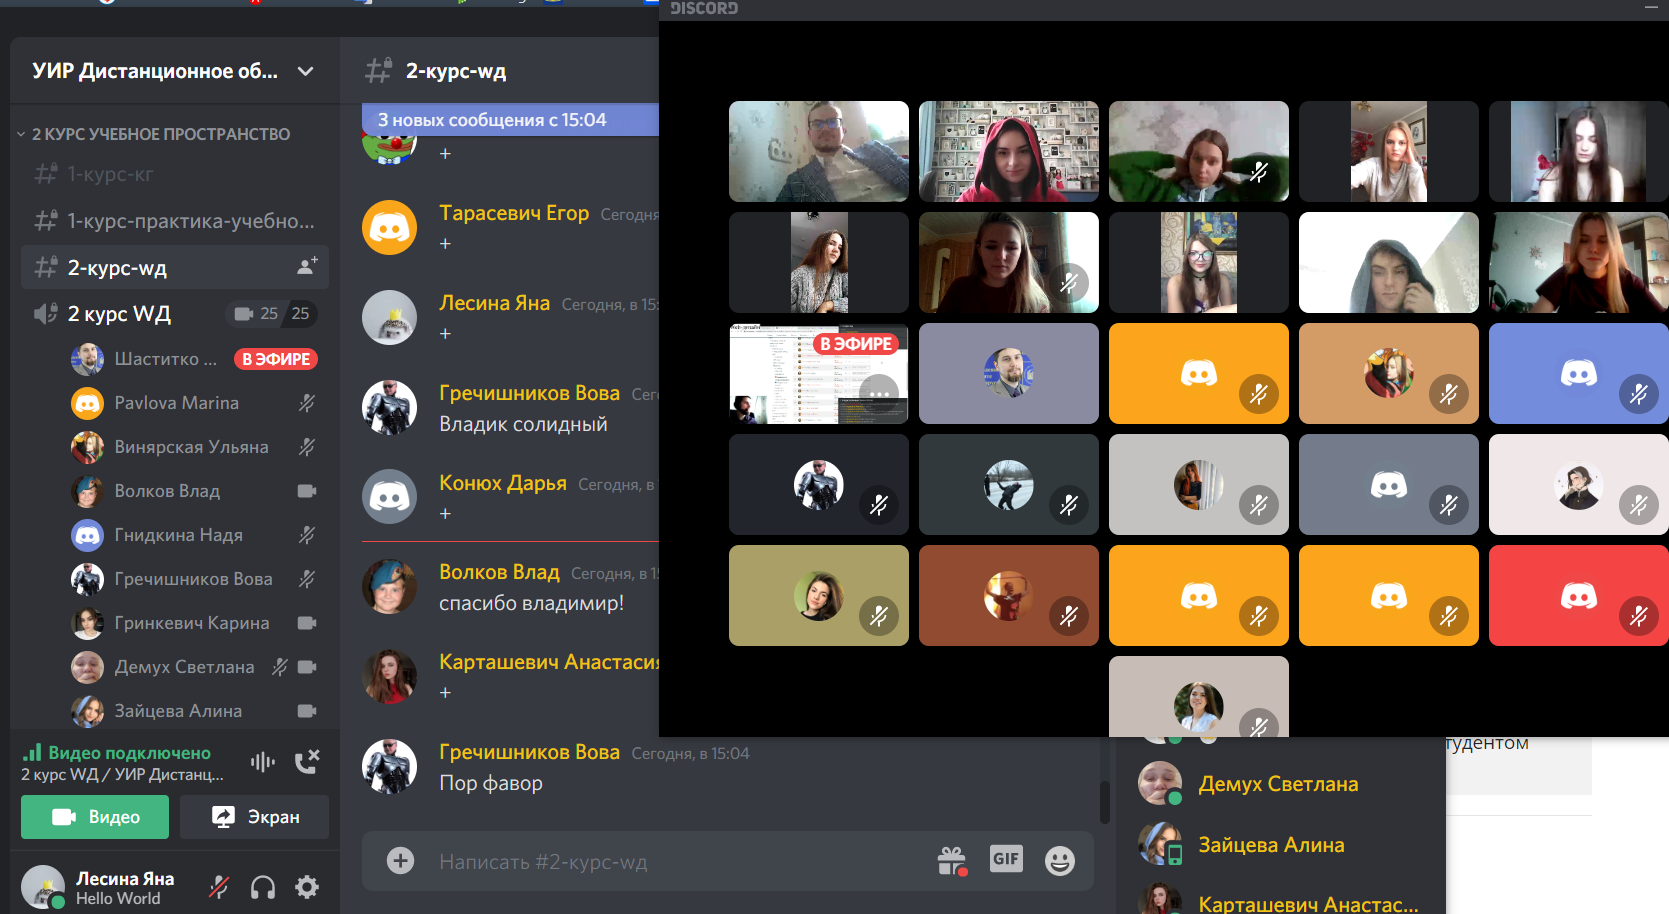 DISCORD
УИР Дистанционное об...
2 КУРС УЧЕБНОЕ ПРОСТРАНСТВО
1-курс-кг
1-курс-практика-учебно...
2-курс-wд
2 курс WД
25 25
Шаститко ... В ЭФИРЕ
Pavlova Marina
Винярская Ульяна
Волков Влад
Гнидкина Надя
Гречишников Вова
Гринкевич Карина
Демух Светлана
Зайцева Алина
Видео подключено
2 курс WД / УИР Дистанц...
Видео
Экран
Лесина Яна
Hello World
2-курс-wд
3 новых сообщения с 15:04
+
Тарасевич Егор Сегодня
+
Лесина Яна Сегодня, в 15:
+
Гречишников Вова Сег
Владик солидный
Конюх Дарья Сегодня, в
+
Волков Влад Сегодня, в 1
спасибо владимир!
Карташевич Анастасия
+
Гречишников Вова Сегодня, в 15:04
Пор фавор
Написать #2-курс-wд
GIF
В ЭФИРЕ
тудентом
Демух Светлана
Зайцева Алина
Карташевич Анастас...